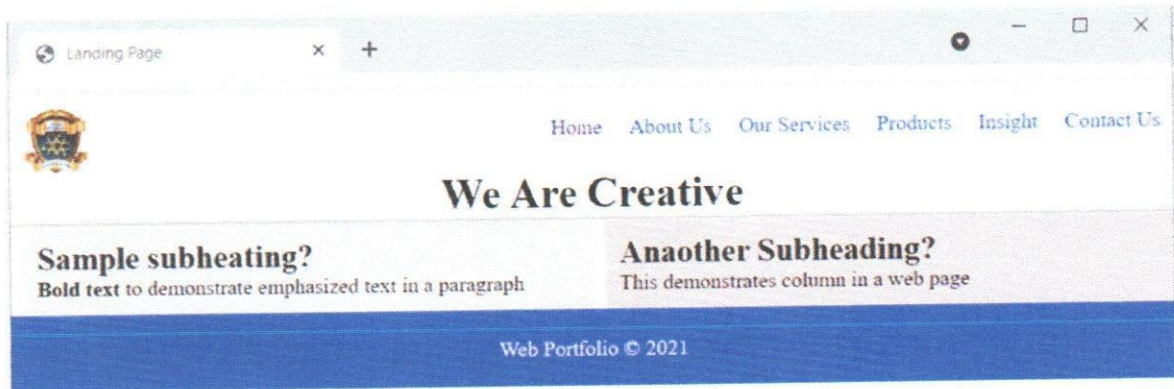 Landing Page
Home About Us Our Services Products Insight Contact Us
We Are Creative
Sample subheating?
Bold text to demonstrate emphasized text in a paragraph
Anaother Subheading?
This demonstrates column in a web page
Web Portfolio © 2021